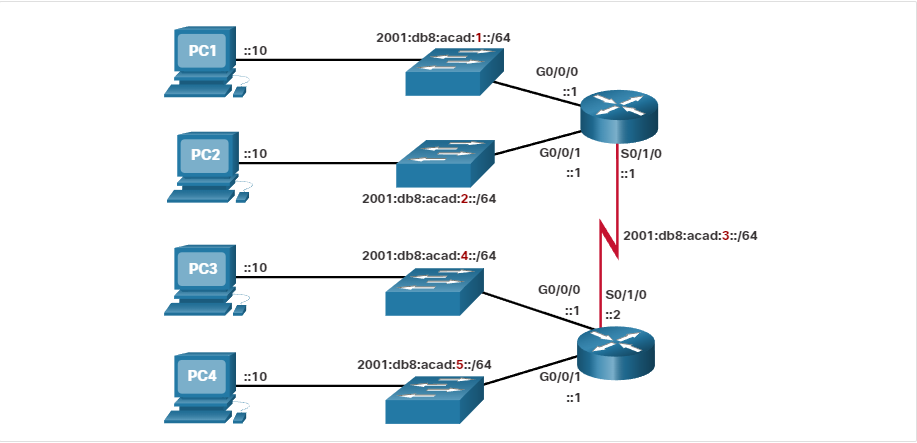 PC1
::10
2001:db8:acad:1::/64
G0/0/0
::1
PC2
::10
2001:db8:acad:2::/64
G0/0/1
::1
S0/1/0
::1
2001:db8:acad:3::/64
PC3
::10
2001:db8:acad:4::/64
G0/0/0
::1
S0/1/0
::2
PC4
::10
2001:db8:acad:5::/64
G0/0/1
::1